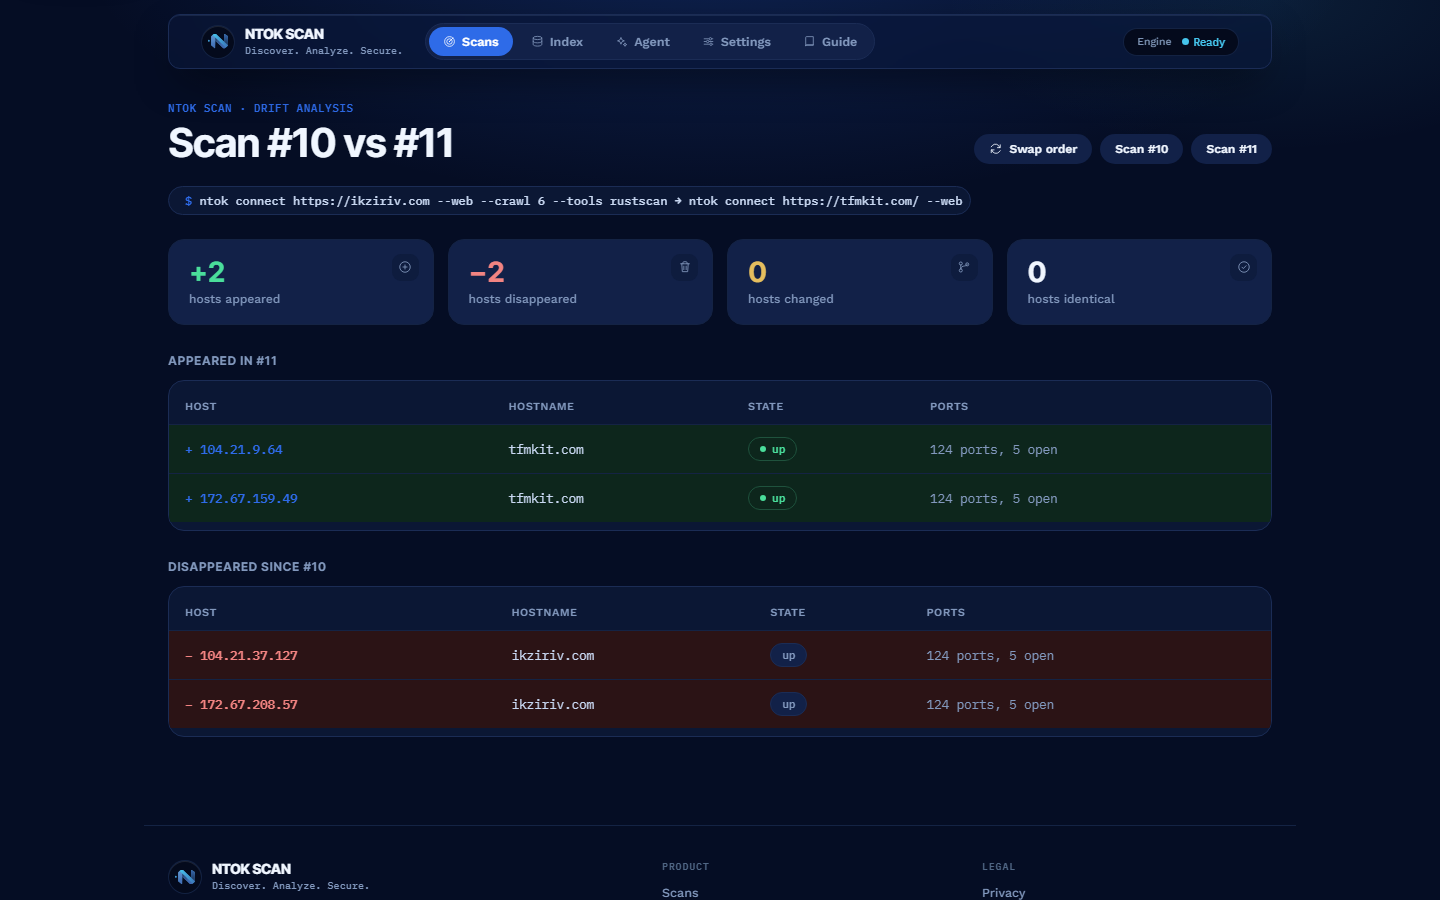 NTOK SCAN
Discover. Analyze. Secure.
Scans
Index
Agent
Settings
Guide
Engine
Ready
NTOK SCAN · DRIFT ANALYSIS
Scan #10 vs #11
Swap order
Scan #10
Scan #11
$ ntok connect https://ikziriv.com --web --crawl 6 --tools rustscan → ntok connect https://tfmkit.com/ --web
+2
hosts appeared
−2
hosts disappeared
0
hosts changed
0
hosts identical
APPEARED IN #11
HOST HOSTNAME STATE PORTS
+ 104.21.9.64 tfmkit.com up 124 ports, 5 open
+ 172.67.159.49 tfmkit.com up 124 ports, 5 open
DISAPPEARED SINCE #10
HOST HOSTNAME STATE PORTS
− 104.21.37.127 ikziriv.com up 124 ports, 5 open
− 172.67.208.57 ikziriv.com up 124 ports, 5 open
NTOK SCAN
Discover. Analyze. Secure.
PRODUCT
Scans
LEGAL
Privacy